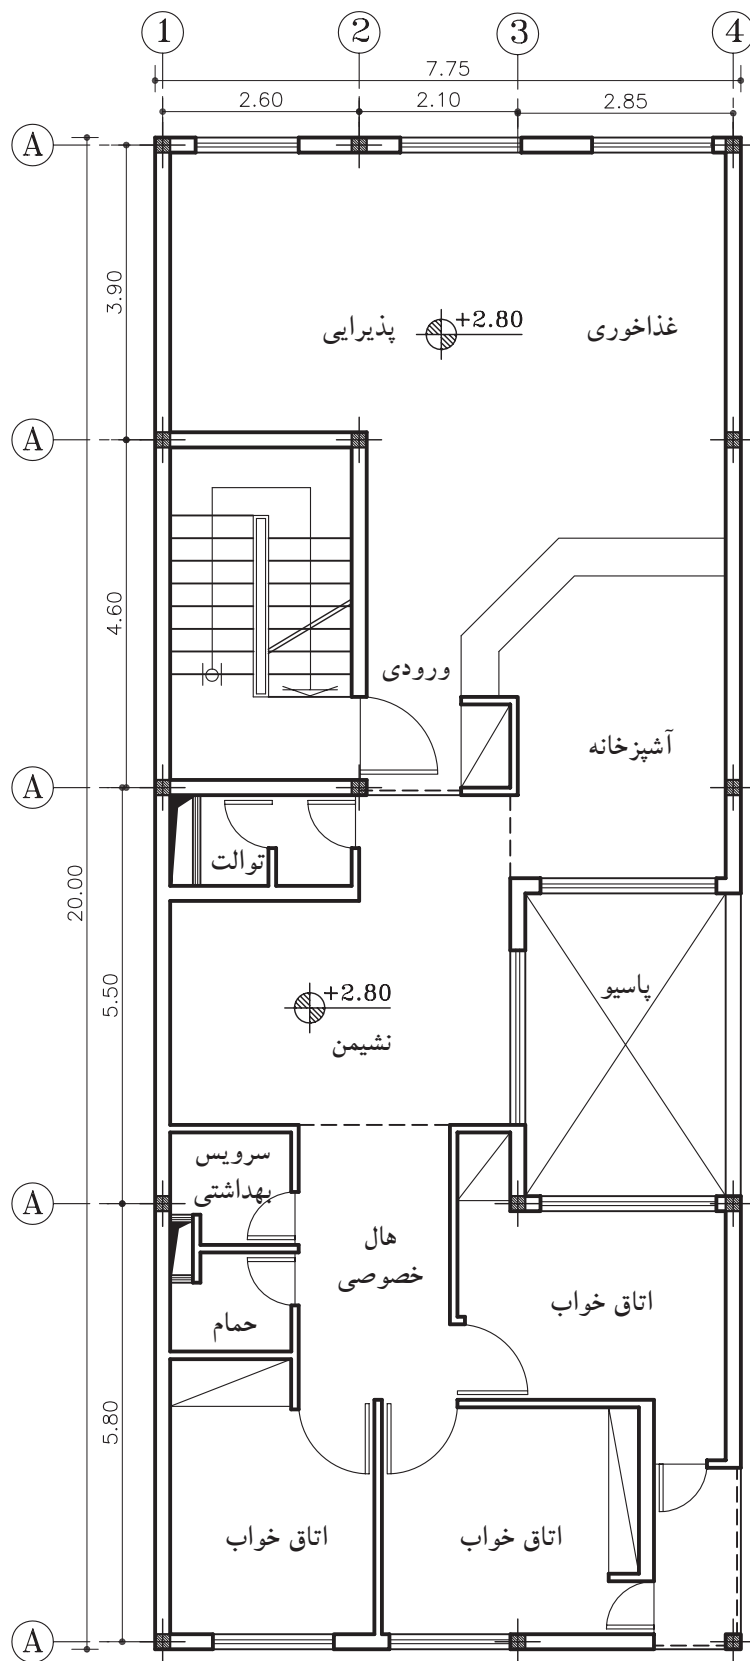 1 2 3 4
7.75
2.60 2.10 2.85
A
3.90
پذیرایی +2.80 غذاخوری
A
4.60
ورودی
آشپزخانه
A
توالت
20.00
5.50
پاسیو
+2.80
نشیمن
سرویس
بهداشتی
A
هال
خصوصی
اتاق خواب
حمام
5.80
اتاق خواب
اتاق خواب
A